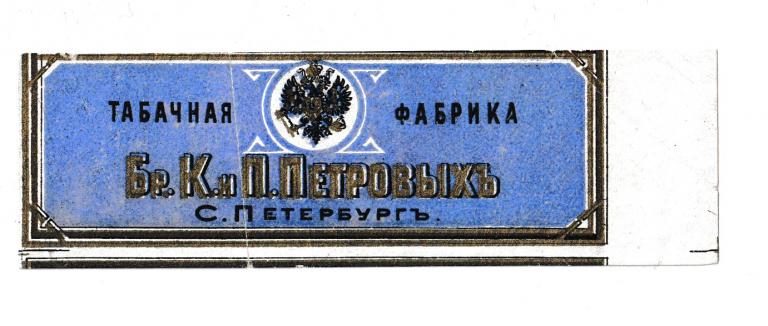 ТАБАЧНАЯ ФАБРИКА
Бр. К. и П. Петровыхъ
С. Петербургъ.